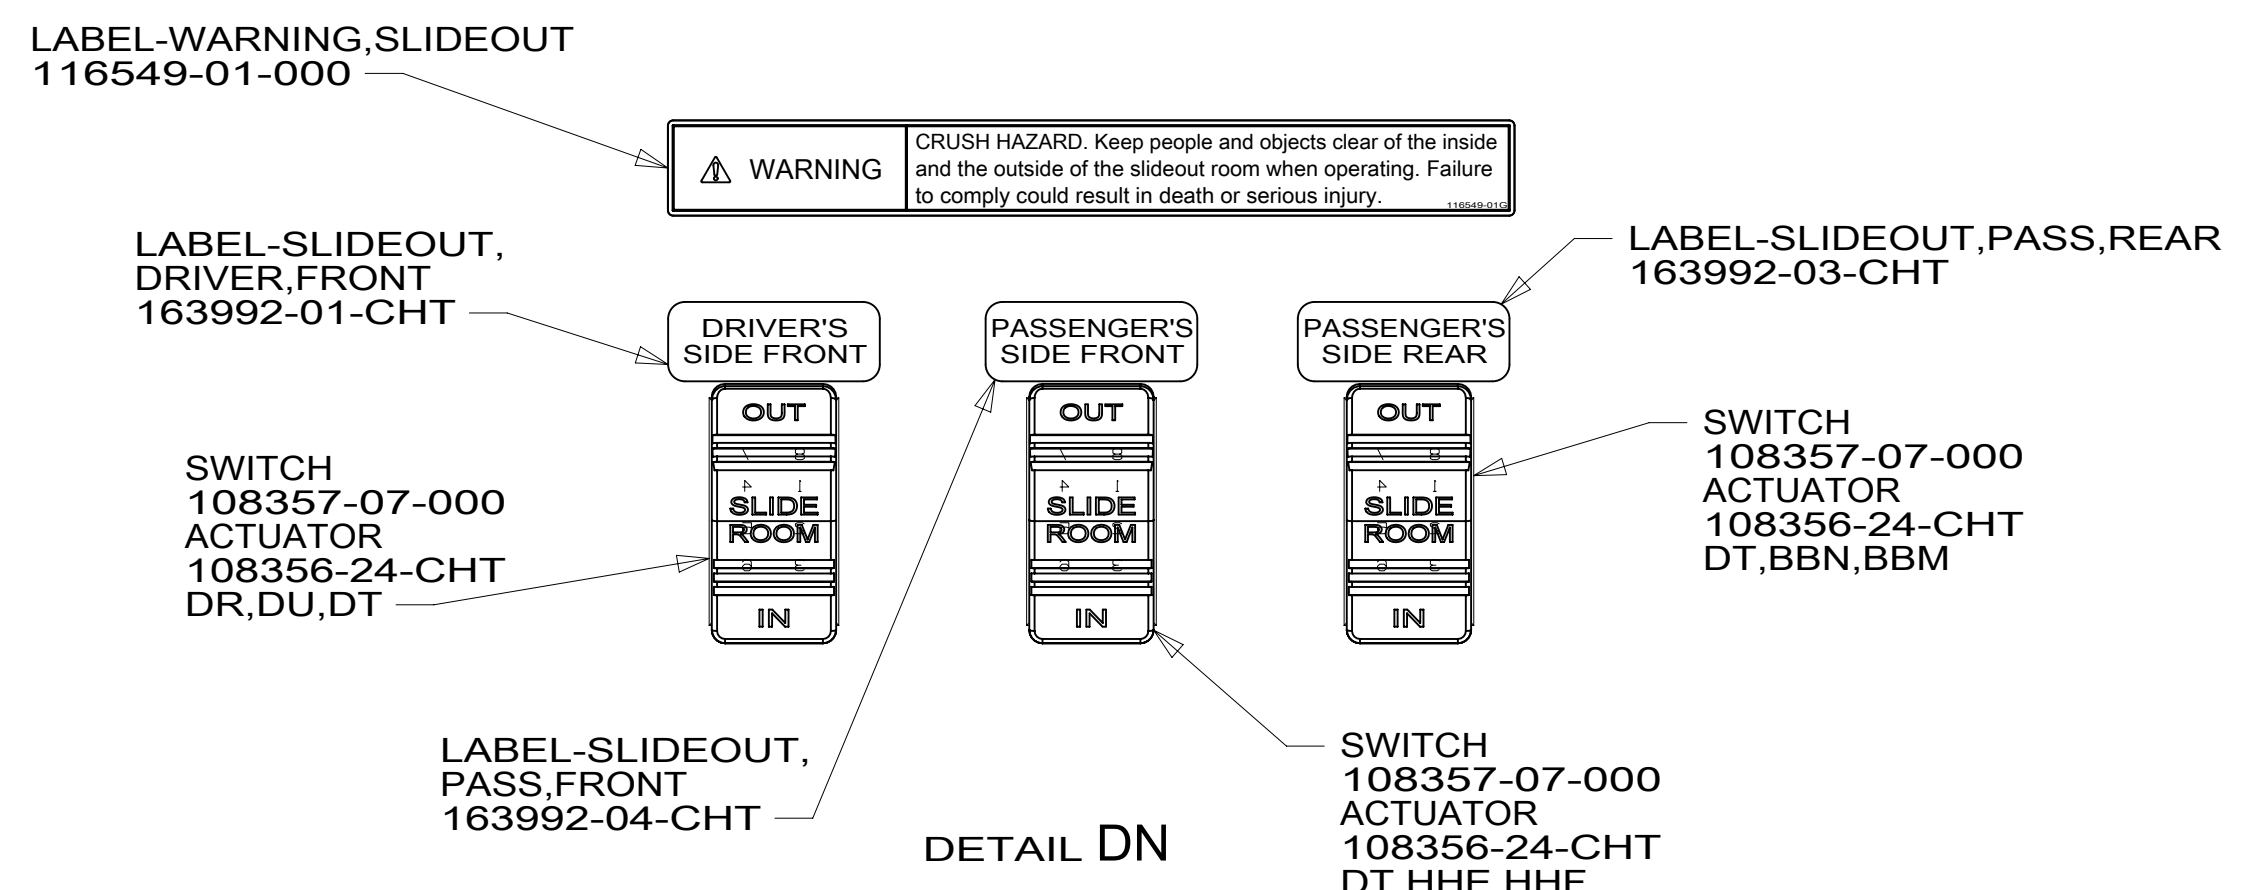 LABEL-WARNING,SLIDEOUT
116549-01-000
WARNING
CRUSH HAZARD. Keep people and objects clear of the inside
and the outside of the slideout room when operating. Failure
to comply could result in death or serious injury.
116549-01G
LABEL-SLIDEOUT,
DRIVER,FRONT
163992-01-CHT
LABEL-SLIDEOUT,PASS,REAR
163992-03-CHT
DRIVER'S
SIDE FRONT
PASSENGER'S
SIDE FRONT
PASSENGER'S
SIDE REAR
OUT
SLIDE
ROOM
IN
OUT
SLIDE
ROOM
IN
OUT
SLIDE
ROOM
IN
SWITCH
108357-07-000
ACTUATOR
108356-24-CHT
DR,DU,DT
SWITCH
108357-07-000
ACTUATOR
108356-24-CHT
DT,BBN,BBM
LABEL-SLIDEOUT,
PASS,FRONT
163992-04-CHT
SWITCH
108357-07-000
ACTUATOR
108356-24-CHT
DETAIL DN